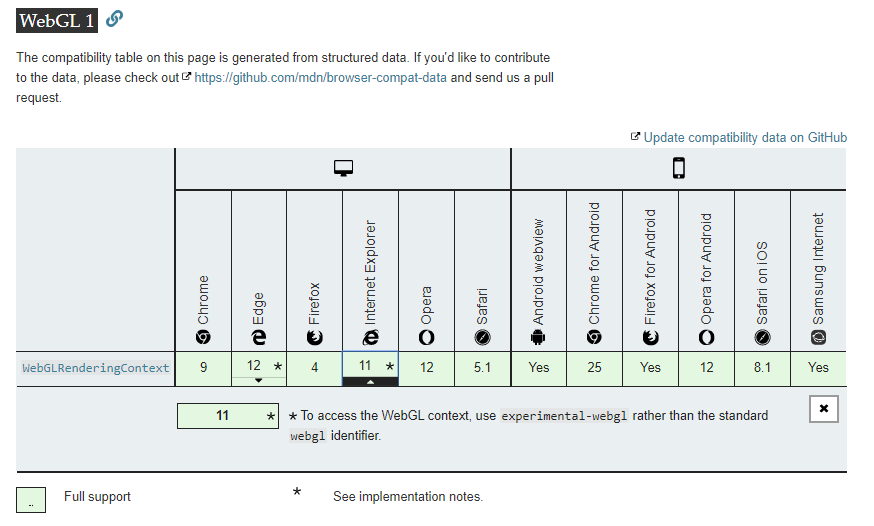 WebGL 1
The compatibility table on this page is generated from structured data. If you'd like to contribute
to the data, please check out https://github.com/mdn/browser-compat-data and send us a pull
request.
Update compatibility data on GitHub
Chrome
Edge
Firefox
Internet Explorer
Opera
Safari
Android webview
Chrome for Android
Firefox for Android
Opera for Android
Safari on iOS
Samsung Internet
WebGLRenderingContext 9 12 * 4 11 * 12 5.1 Yes 25 Yes 12 8.1 Yes
11 * * To access the WebGL context, use experimental-webgl rather than the standard
webgl identifier.
Full support * See implementation notes.